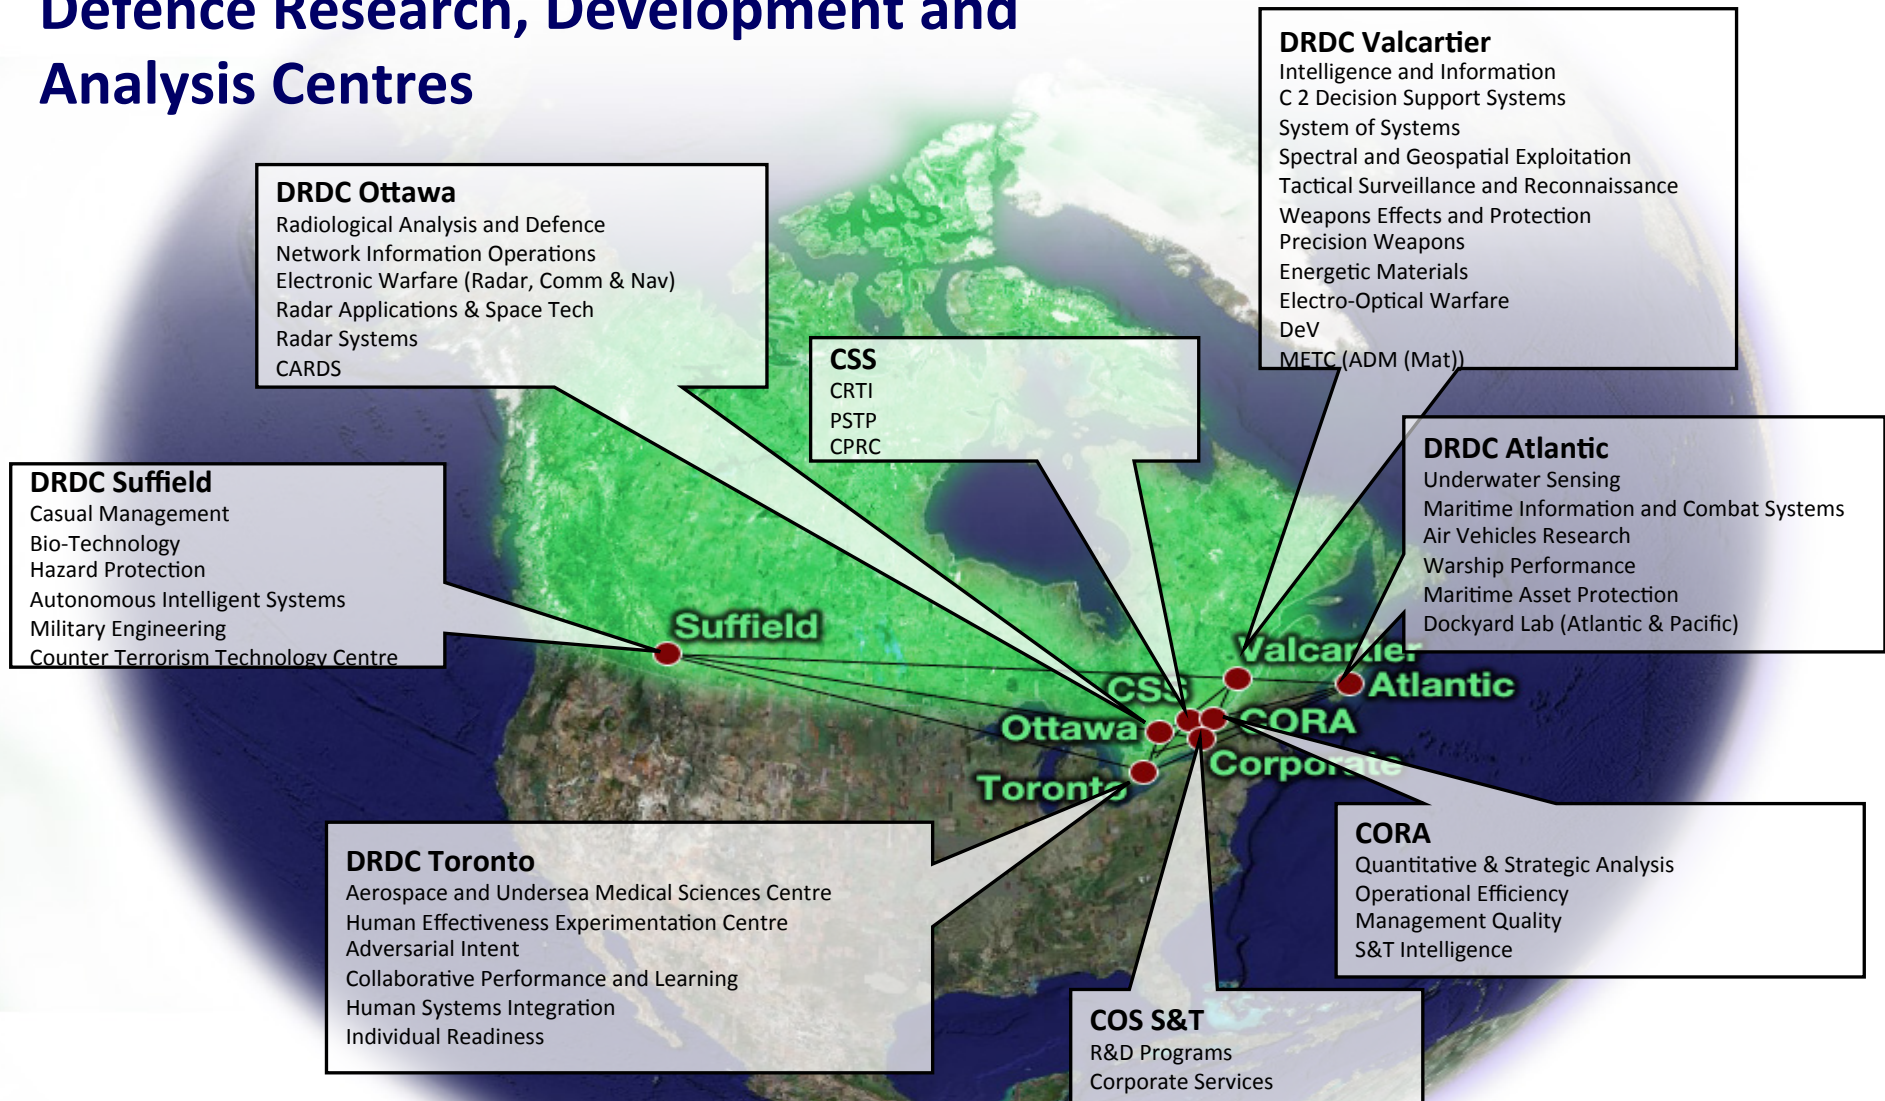 Defence Research, Development and
Analysis Centres
DRDC Valcartier
Intelligence and Information
C 2 Decision Support Systems
System of Systems
Spectral and Geospatial Exploitation
Tactical Surveillance and Reconnaissance
Weapons Effects and Protection
Precision Weapons
Energetic Materials
Electro-Optical Warfare
DeV
METC (ADM (Mat))
DRDC Ottawa
Radiological Analysis and Defence
Network Information Operations
Electronic Warfare (Radar, Comm & Nav)
Radar Applications & Space Tech
Radar Systems
CARDS
CSS
CRTI
PSTP
CPRC
DRDC Atlantic
Underwater Sensing
Maritime Information and Combat Systems
Air Vehicles Research
Warship Performance
Maritime Asset Protection
Dockyard Lab (Atlantic & Pacific)
DRDC Suffield
Casual Management
Bio-Technology
Hazard Protection
Autonomous Intelligent Systems
Military Engineering
Counter Terrorism Technology Centre
Suffield
Valcartier
CSS
Atlantic
Ottawa
CORA
Corporate
Toronto
CORA
Quantitative & Strategic Analysis
Operational Efficiency
Management Quality
S&T Intelligence
DRDC Toronto
Aerospace and Undersea Medical Sciences Centre
Human Effectiveness Experimentation Centre
Adversarial Intent
Collaborative Performance and Learning
Human Systems Integration
Individual Readiness
COS S&T
R&D Programs
Corporate Services